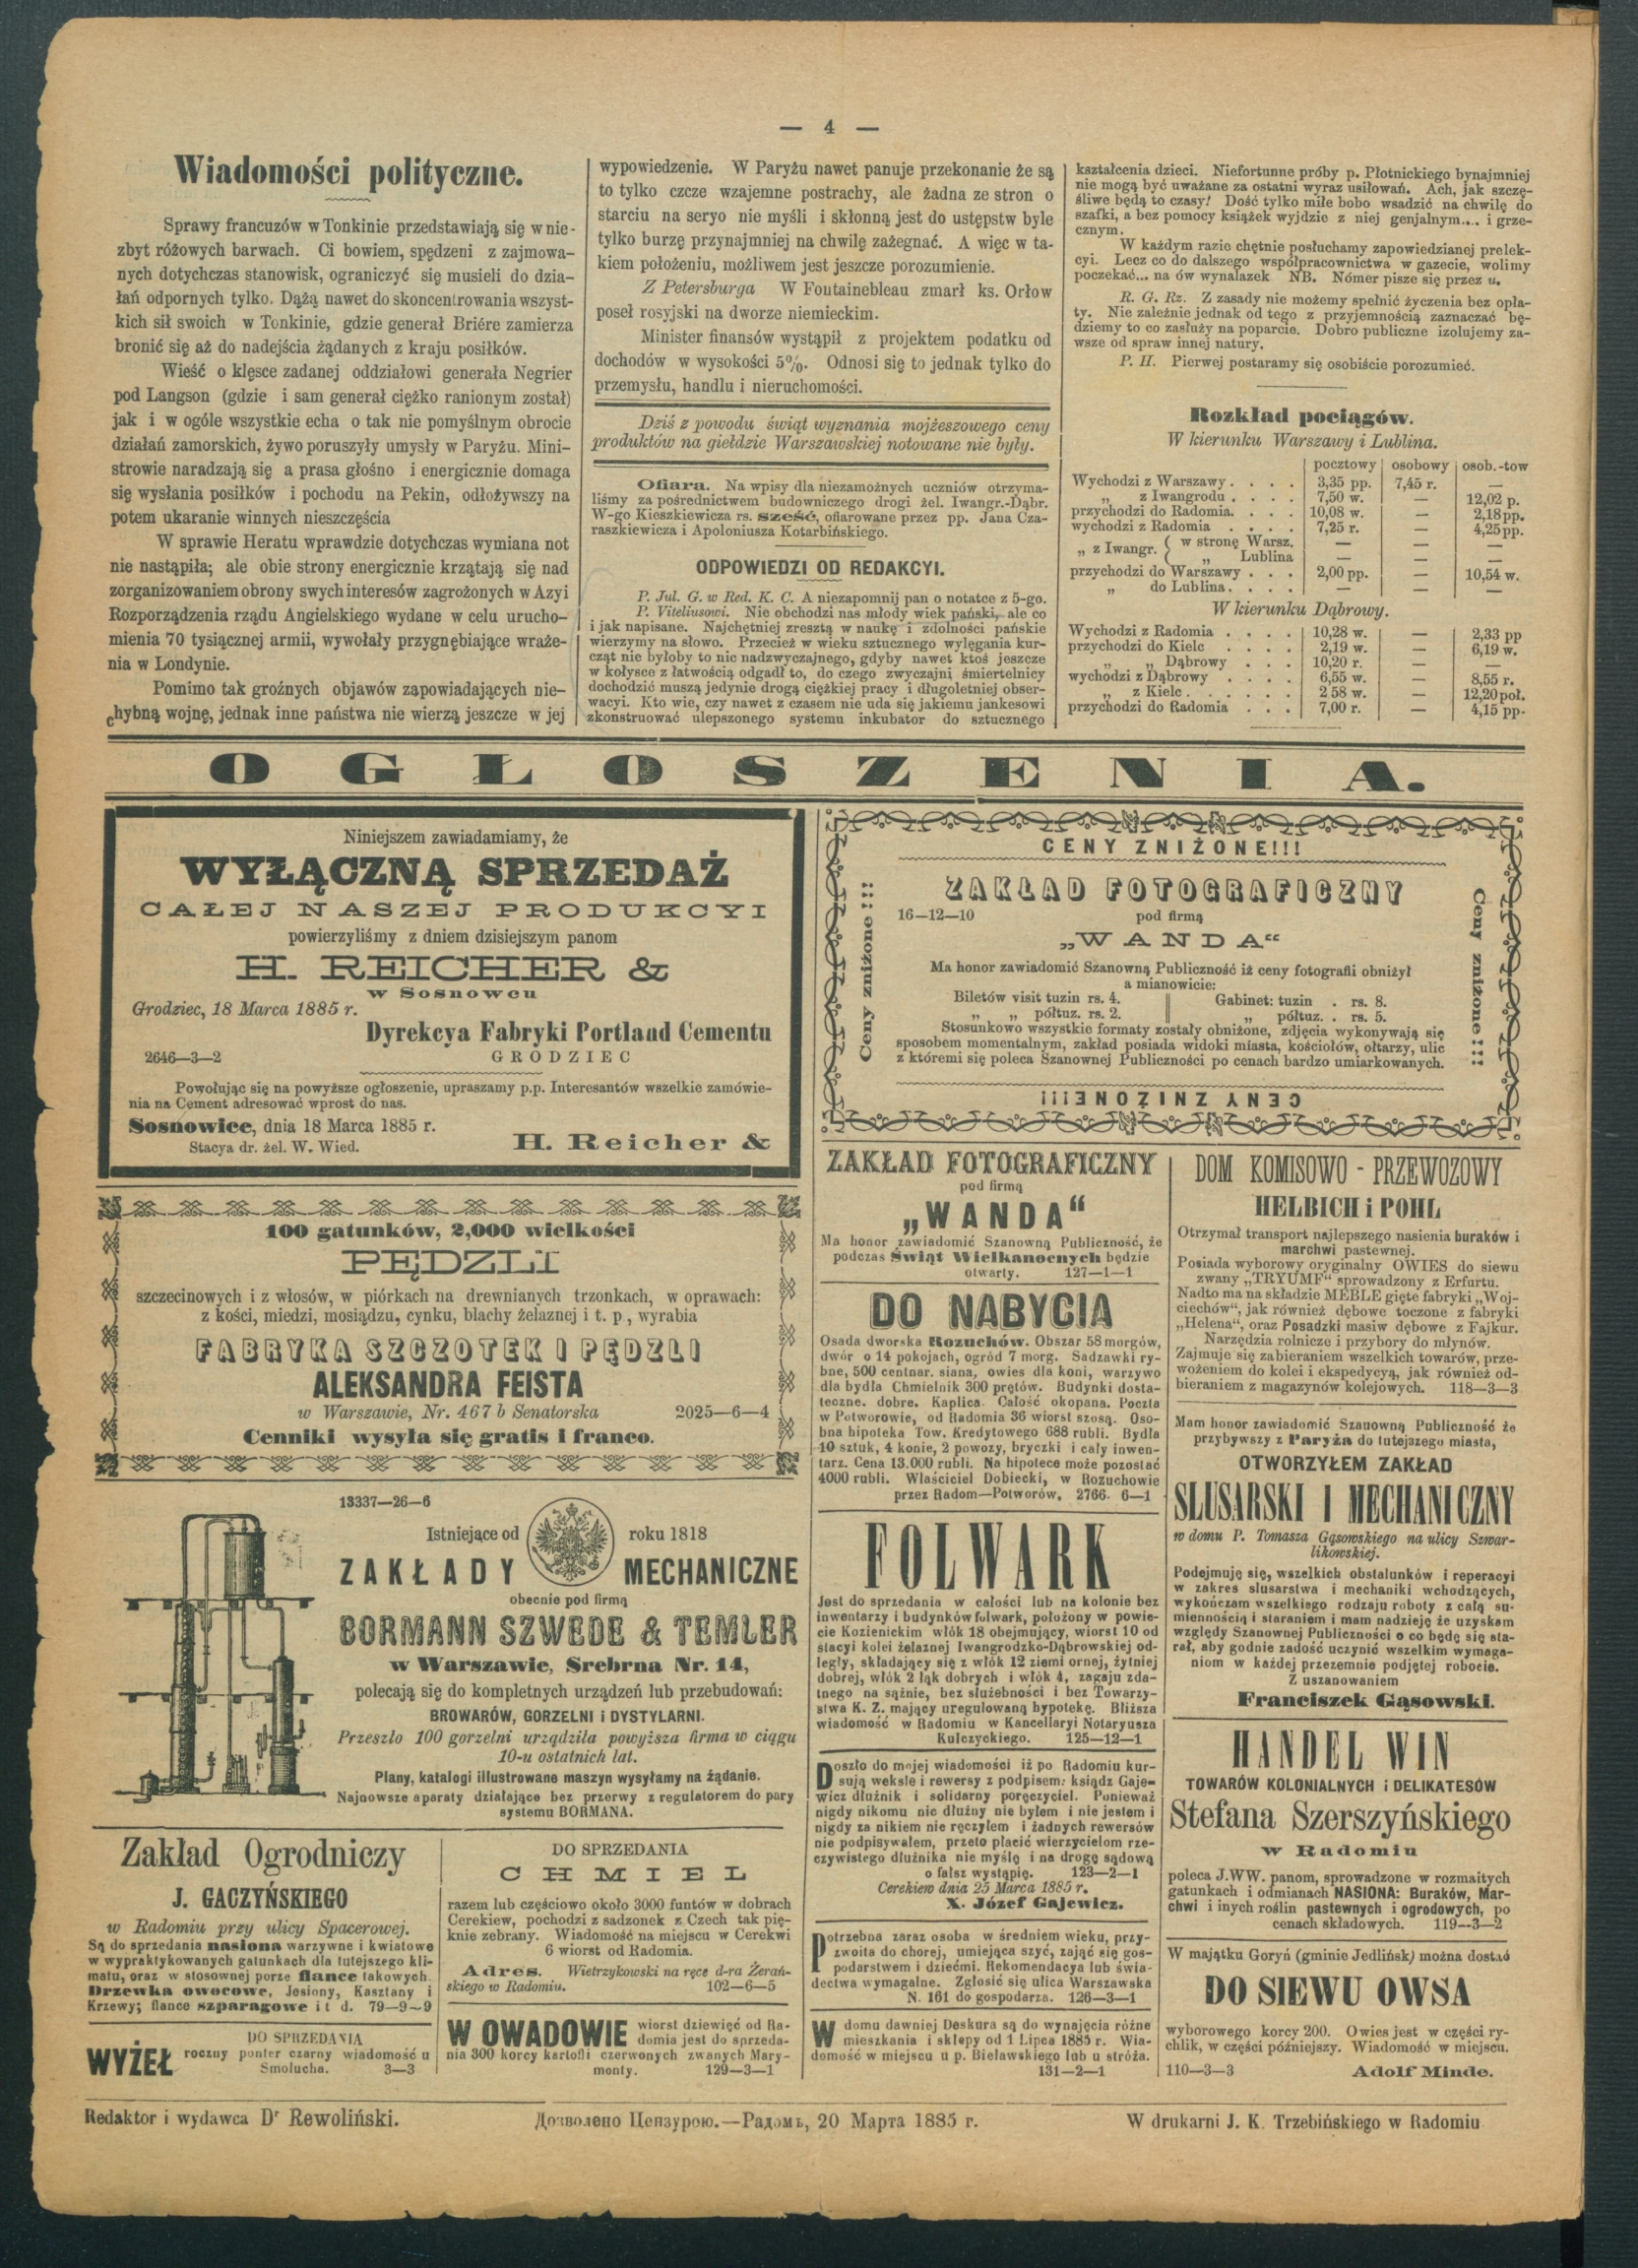 — 4 —
Wiadomości polityczne.
Sprawy francuzów w Tonkinie przedstawiają się w nie-
zbyt różowych barwach. Ci bowiem, spędzeni z zajmowa-
nych dotychczas stanowisk, ograniczyć się musieli do dzia-
łań odpornych tylko. Dążą nawet do skoncentrowania wszyst-
kich sił swoich w Tonkinie, gdzie generał Briére zamierza
bronić się aż do nadejścia żądanych z kraju posiłków.
Wieść o klęsce zadanej oddziałowi generała Negrier
pod Langson (gdzie i sam generał ciężko ranionym został)
jak i w ogóle wszystkie echa o tak nie pomyślnym obrocie
działań zamorskich, żywo poruszyły umysły w Paryżu. Mini-
strowie naradzają się a prasa głośno i energicznie domaga
się wysłania posiłków i pochodu na Pekin, odłożywszy na
potem ukaranie winnych nieszczęścia
W sprawie Heratu wprawdzie dotychczas wymiana not
nie nastąpiła; ale obie strony energicznie krzątają się nad
zorganizowaniem obrony swych interesów zagrożonych w Azyi
Rozporządzenia rządu Angielskiego wydane w celu urucho-
mienia 70 tysiącznej armii, wywołały przygnębiające wraże-
nia w Londynie.
Pomimo tak groźnych objawów zapowiadających nie-
chybną wojnę, jednak inne państwa nie wierzą jeszcze w jej
wypowiedzenie. W Paryżu nawet panuje przekonanie że są
to tylko czcze wzajemne postrachy, ale żadna ze stron o
starciu na seryo nie myśli i skłonną jest do ustępstw byle
tylko burzę przynajmniej na chwilę zażegnać. A więc w ta-
kiem położeniu, możliwem jest jeszcze porozumienie.
Z Petersburga W Fontainebleau zmarł ks. Orłow
poseł rosyjski na dworze niemieckim.
Minister finansów wystąpił z projektem podatku od
dochodów w wysokości 5%. Odnosi się to jednak tylko do
przemysłu, handlu i nieruchomości.
Dziś z powodu świąt wyznania mojżeszowego ceny
produktów na giełdzie Warszawskiej notowane nie były.
Ofiara. Na wpisy dla niezamożnych uczniów otrzyma-
liśmy za pośrednictwem budowniczego drogi żel. Iwangr.-Dąbr.
W-go Kieszkiewicza rs. sześć, ofiarowane przez pp. Jana Cza-
raszkiewicza i Apoloniusza Kotarbińskiego.
ODPOWIEDZI OD REDAKCYI.
P. Jul. G. w Red. K. C. A niezapomnij pan o notatce z 5-go.
P. Viteliusowi. Nie obchodzi nas młody wiek pański, ale co
i jak napisane. Najchętniej zresztą w naukę i zdolności pańskie
wierzymy na słowo. Przecież w wieku sztucznego wylęgania kur-
cząt nie byłoby to nic nadzwyczajnego, gdyby nawet ktoś jeszcze
w kołysce z łatwością odgadł to, do czego zwyczajni śmiertelnicy
dochodzić muszą jedynie drogą ciężkiej pracy i długoletniej obser-
wacyi. Kto wie, czy nawet z czasem nie uda się jakiemu jankesowi
zkonstruować ulepszonego systemu inkubator do sztucznego
kształcenia dzieci. Niefortunne próby p. Płotnickiego bynajmniej
nie mogą być uważane za ostatni wyraz usiłowań. Ach, jak szczę-
śliwe będą to czasy! Dość tylko miłe bobo wsadzić na chwilę do
szafki, a bez pomocy książek wyjdzie z niej genjalnym.... i grze-
cznym.
W każdym razie chętnie posłuchamy zapowiedzianej prelek-
cyi. Lecz co do dalszego współpracownictwa w gazecie, wolimy
poczekać... na ów wynalazek NB. Nómer pisze się przez u.
R. G. Rz. Z zasady nie możemy spełnić życzenia bez opła-
ty. Nie zależnie jednak od tego z przyjemnością zaznaczać bę-
dziemy to co zasłuży na poparcie. Dobro publiczne izolujemy za-
wsze od spraw innej natury.
P. H. Pierwej postaramy się osobiście porozumieć.
Rozkład pociągów.
W kierunku Warszawy i Lublina.
pocztowy osobowy osob.-tow
Wychodzi z Warszawy . . . . 3,35 pp. 7,45 r. —
„ z Iwangrodu . . . . 7,50 w. — 12,02 p.
przychodzi do Radomia. . . . 10,08 w. — 2,18 pp.
wychodzi z Radomia . . . . 7,25 r. — 4,25 pp.
„ z Iwangr. { w stronę Warsz. — — —
„ Lublina — — —
przychodzi do Warszawy . . . 2,00 pp. — 10,54 w.
„ do Lublina. . . . — — —
W kierunku Dąbrowy.
Wychodzi z Radomia . . . . 10,28 w. — 2,33 pp
przychodzi do Kielc . . . . 2,19 w. — 6,19 w.
„ „ Dąbrowy . . . 10,20 r. — —
wychodzi z Dąbrowy . . . . 6,55 w. — 8,55 r.
„ z Kielc . . . . . . 2 58 w. — 12,20 poł.
przychodzi do Radomia . . . 7,00 r. — 4,15 pp.
OGŁOSZENIA.
Niniejszem zawiadamiamy, że
WYŁĄCZNĄ SPRZEDAŻ
CAŁEJ NASZEJ PRODUKCYI
powierzyliśmy z dniem dzisiejszym panom
H. REICHER &
w Sosnowcu
Grodziec, 18 Marca 1885 r.
Dyrekcya Fabryki Portland Cementu
2646—3—2 GRODZIEC
Powołując się na powyższe ogłoszenie, upraszamy p.p. Interesantów wszelkie zamówie-
nia na Cement adresować wprost do nas.
Sosnowice, dnia 18 Marca 1885 r.
Stacya dr. żel. W. Wied. H. Reicher &
100 gatunków, 2,000 wielkości
PĘDZLI
szczecinowych i z włosów, w piórkach na drewnianych trzonkach, w oprawach:
z kości, miedzi, mosiądzu, cynku, blachy żelaznej i t. p , wyrabia
FABRYKA SZCZOTEK I PĘDZLI
ALEKSANDRA FEISTA
w Warszawie, Nr. 467 b Senatorska 2025—6—4
Cenniki wysyła się gratis i franco.
13337—26—6
Istniejące od roku 1818
ZAKŁADY MECHANICZNE
obecnie pod firmą
BORMANN SZWEDE & TEMLER
w Warszawie, Srebrna Nr. 14,
polecają się do kompletnych urządzeń lub przebudowań:
BROWARÓW, GORZELNI i DYSTYLARNI.
Przeszło 100 gorzelni urządziła powyższa firma w ciągu
10-u ostatnich lat.
Plany, katalogi illustrowane maszyn wysyłamy na żądanie.
Najnowsze aparaty działające bez przerwy z regulatorem do pary
systemu BORMANA.
Zakład Ogrodniczy
J. GACZYŃSKIEGO
w Radomiu przy ulicy Spacerowej.
Są do sprzedania nasiona warzywne i kwiatowe
w wypraktykowanych gatunkach dla tutejszego kli-
matu, oraz w stosownej porze flance takowych.
Drzewka owocowe, Jesiony, Kasztany i
Krzewy; flance szparagowe i t d. 79—9—9
DO SPRZEDANIA
WYŻEŁ roczny ponter czarny wiadomość u
Smolucha. 3—3
DO SPRZEDANIA
CHMIEL
razem lub częściowo około 3000 funtów w dobrach
Cerekiew, pochodzi z sadzonek z Czech tak pię-
knie zebrany. Wiadomość na miejscu w Cerekwi
6 wiorst od Radomia.
Adres. Wietrzykowski na ręce d-ra Żerań-
skiego w Radomiu. 102—6—5
W OWADOWIE wiorst dziewięć od Ra-
domia jest do sprzeda-
nia 300 korcy kartofli czerwonych zwanych Mary-
monty. 129—3—1
CENY ZNIŻONE!!!
Ceny zniżone!!!
ZAKŁAD FOTOGRAFICZNY
16—12—10 pod firmą
„WANDA“
Ma honor zawiadomić Szanowną Publiczność iż ceny fotografii obniżył
a mianowicie:
Biletów visit tuzin rs. 4. Gabinet: tuzin . rs. 8.
„ „ półtuz. rs. 2. „ półtuz. . rs. 5.
Stosunkowo wszystkie formaty zostały obniżone, zdjęcia wykonywają się
sposobem momentalnym, zakład posiada widoki miasta, kościołów, ołtarzy, ulic
z któremi się poleca Szanownej Publiczności po cenach bardzo umiarkowanych.
Ceny zniżone!!!
CENY ZNIŻONE!!!
ZAKŁAD FOTOGRAFICZNY
pod firmą
„WANDA“
Ma honor zawiadomić Szanowną Publiczność, że
podczas Świąt Wielkanocnych będzie
otwarty. 127—1—1
DO NABYCIA
Osada dworska Rozuchów. Obszar 58 morgów,
dwór o 14 pokojach, ogród 7 morg. Sadzawki ry-
bne, 500 centnar. siana, owies dla koni, warzywo
dla bydła Chmielnik 300 prętów. Budynki dosta-
teczne. dobre. Kaplica. Całość okopana. Poczta
w Potworowie, od Radomia 36 wiorst szosą. Oso-
bna hipoteka Tow. Kredytowego 688 rubli. Bydła
10 sztuk, 4 konie, 2 powozy, bryczki i cały inwen-
tarz. Cena 13.000 rubli. Na hipotece może pozostać
4000 rubli. Właściciel Dobiecki, w Rozuchowie
przez Radom—Potworów, 2766. 6—1
FOLWARK
Jest do sprzedania w całości lub na kolonie bez
inwentarzy i budynków folwark, położony w powie-
cie Kozienickim włók 18 obejmujący, wiorst 10 od
stacyi kolei żelaznej Iwangrodzko-Dąbrowskiej od-
legły, składający się z włók 12 ziemi ornej, żytniej
dobrej, włók 2 łąk dobrych i włók 4, zagaju zda-
tnego na sążnie, bez służebności i bez Towarzy-
stwa K. Z. mający uregulowaną hypotekę. Bliższa
wiadomość w Radomiu w Kancellaryi Notaryusza
Kulczyckiego. 125—12—1
Doszło do mojej wiadomości iż po Radomiu kur-
sują weksle i rewersy z podpisem: ksiądz Gaje-
wicz dłużnik i solidarny poręczyciel. Ponieważ
nigdy nikomu nic dłużny nie byłem i nie jestem i
nigdy za nikiem nie ręczyłem i żadnych rewersów
nie podpisywałem, przeto płacić wierzycielom rze-
czywistego dłużnika nie myślę i na drogę sądową
o fałsz wystąpię. 123—2—1
Cerekiew dnia 25 Marca 1885 r.
X. Józef Gajewicz.
Potrzebna zaraz osoba w średniem wieku, przy-
zwoita do chorej, umiejąca szyć, zająć się gos-
podarstwem i dziećmi. Rekomendacya lub świa-
dectwa wymagalne. Zgłosić się ulica Warszawska
N. 161 do gospodarza. 126—3—1
W domu dawniej Deskura są do wynajęcia różne
mieszkania i sklepy od 1 Lipca 1885 r. Wia-
domość w miejscu u p. Bielawskiego lub u stróża.
131—2—1
DOM KOMISOWO - PRZEWOZOWY
HELBICH i POHL
Otrzymał transport najlepszego nasienia buraków i
marchwi pastewnej.
Posiada wyborowy oryginalny OWIES do siewu
zwany „TRYUMF“ sprowadzony z Erfurtu.
Nadto ma na składzie MEBLE gięte fabryki „Woj-
ciechów“, jak również dębowe toczone z fabryki
„Helena“, oraz Posadzki masiw dębowe z Fajkur.
Narzędzia rolnicze i przybory do młynów.
Zajmuje się zabieraniem wszelkich towarów, prze-
wożeniem do kolei i ekspedycyą, jak również od-
bieraniem z magazynów kolejowych. 118—3—3
Mam honor zawiadomić Szanowną Publiczność że
przybywszy z Paryża do tutejszego miasta,
OTWORZYŁEM ZAKŁAD
SLUSARSKI I MECHANICZNY
w domu P. Tomasza Gąsowskiego na ulicy Szwar-
likowskiej.
Podejmuję się, wszelkich obstalunków i reperacyi
w zakres slusarstwa i mechaniki wchodzących,
wykończam wszelkiego rodzaju roboty z całą su-
miennością i staraniem i mam nadzieję że uzyskam
względy Szanownej Publiczności o co będę się sta-
rał, aby godnie zadość uczynić wszelkim wymaga-
niom w każdej przezemnie podjętej robocie.
Z uszanowaniem
Franciszek Gąsowski.
HANDEL WIN
TOWARÓW KOLONIALNYCH i DELIKATESÓW
Stefana Szerszyńskiego
w Radomiu
poleca J.WW. panom, sprowadzone w rozmaitych
gatunkach i odmianach NASIONA: Buraków, Mar-
chwi i inych roślin pastewnych i ogrodowych, po
cenach składowych. 119—3—2
W majątku Goryń (gminie Jedlińsk) można dostać
DO SIEWU OWSA
wyborowego korcy 200. Owies jest w części ry-
chlik, w części późniejszy. Wiadomość w miejscu.
110—3—3 Adolf Minde.
Redaktor i wydawca Dr Rewoliński.
Дозволено Цензурою.—Радомь, 20 Марта 1885 г.
W drukarni J. K. Trzebińskiego w Radomiu